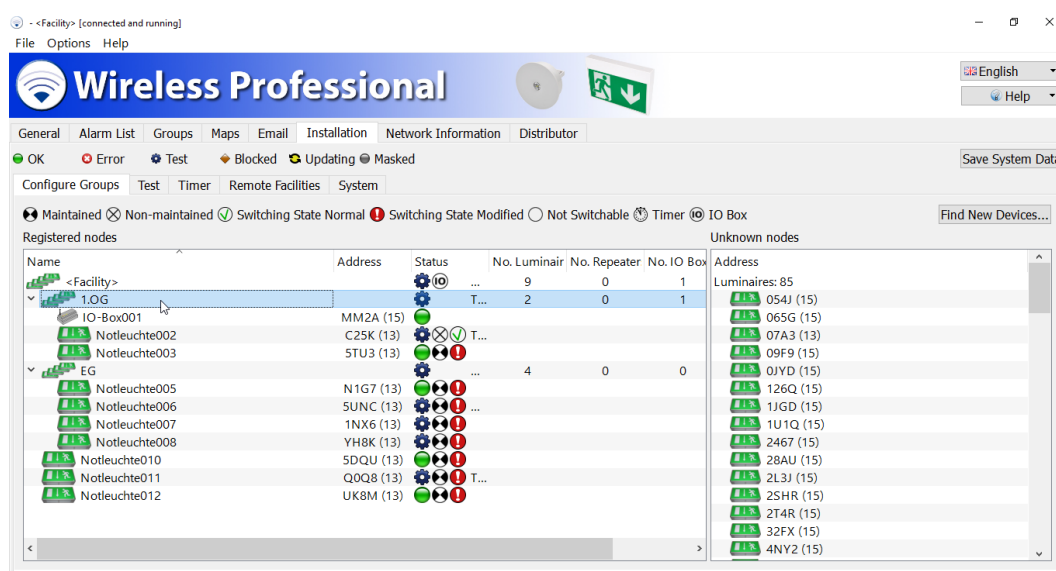 - <Facility> [connected and running]
File Options Help
Wireless Professional
English
Help
General Alarm List Groups Maps Email Installation Network Information Distributor
OK Error Test Blocked Updating Masked
Save System Data
Configure Groups Test Timer Remote Facilities System
Maintained Non-maintained Switching State Normal Switching State Modified Not Switchable Timer IO IO Box
Find New Devices...
Registered nodes
Unknown nodes
Name Address Status No. Luminair No. Repeater No. IO Box
Address
<Facility> IO ... 9 0 1
Luminaires: 85
1.OG T... 2 0 1
054J (15)
IO-Box001 MM2A (15)
065G (15)
Notleuchte002 C25K (13) T...
07A3 (13)
Notleuchte003 5TU3 (13)
09F9 (15)
EG ... 4 0 0
0JYD (15)
Notleuchte005 N1G7 (13)
126Q (15)
Notleuchte006 5UNC (13) ...
1JGD (15)
Notleuchte007 1NX6 (13)
1U1Q (15)
Notleuchte008 YH8K (13)
2467 (15)
Notleuchte010 5DQU (13)
28AU (15)
Notleuchte011 Q0Q8 (13) T...
2L3J (15)
Notleuchte012 UK8M (13)
2SHR (15)
2T4R (15)
32FX (15)
4NY2 (15)